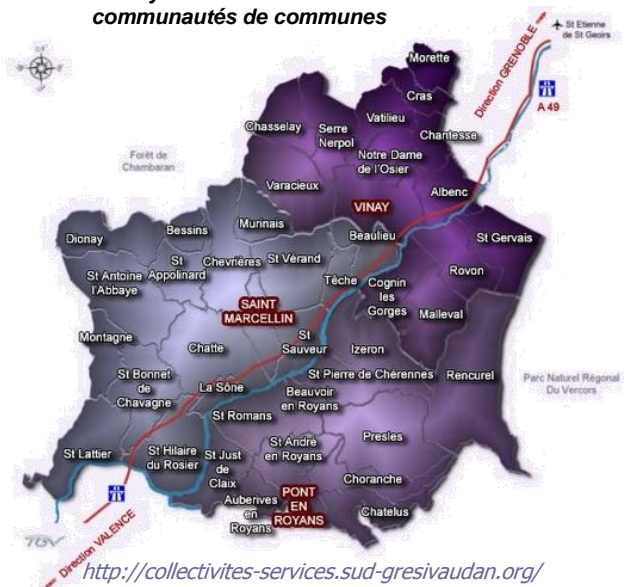 communautés de communes
St Etienne
de St Geoirs
Direction GRENOBLE
A 49
Morette
Cras
Vatilieu
Chantesse
Chasselay
Serre
Nerpol
Notre Dame
de l'Osier
Forêt de
Chambaran
Varacieux
Albenc
VINAY
Murinais
Bessins
Beaulieu
St Gervais
Dionay
St
Appolinard
Chevrières
St Vérand
Rovon
St Antoine
l'Abbaye
Têche
Cognin
les
Gorges
Malleval
SAINT
MARCELLIN
Montagne
Chatte
St
Sauveur
Izeron
St Bonnet
de
Chavagne
La Sône
St Pierre de Chérennes
Rencurel
Parc Naturel Régional
Du Vercors
Beauvoir
en Royans
St Romans
St Lattier
St Hilaire
du Rosier
St Just
de
Claix
St André
en Royans
Presles
Choranche
Auberives
en
Royans
PONT
EN
ROYANS
Chatelus
TGV
Direction VALENCE
http://collectivites-services.sud-gresivaudan.org/